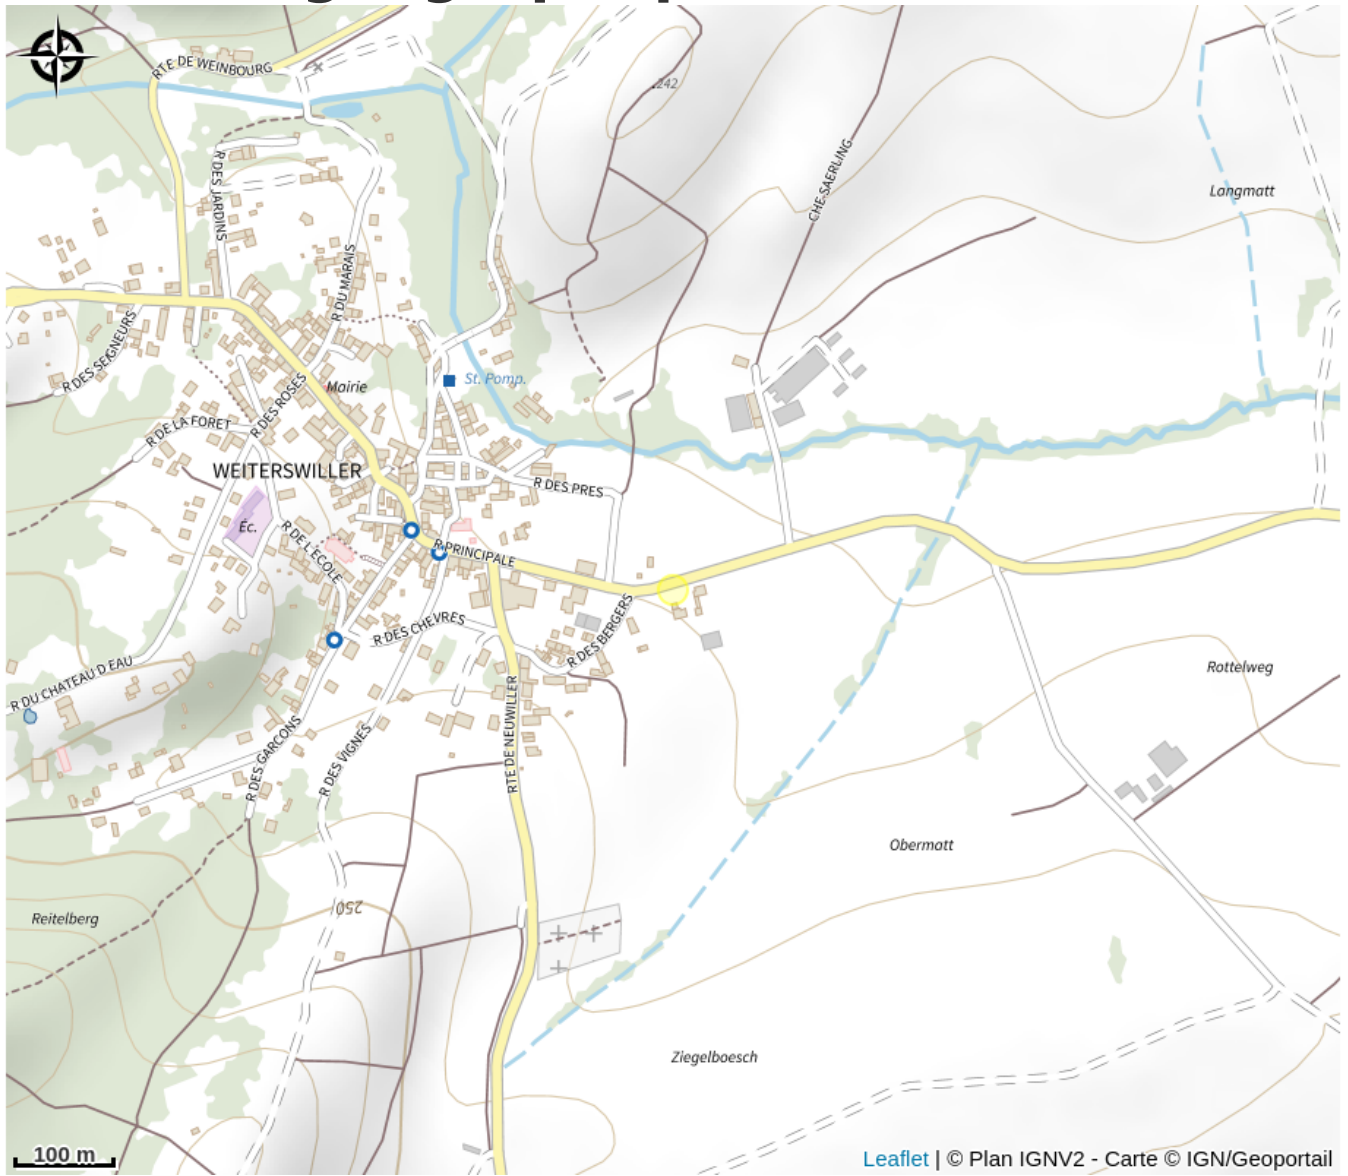 RTE DE WEINBOURG
242
R DES JARDINS
CHE SAERLING
Langmatt
R DU MARAIS
R DES SEIGNEURS
St. Pomp.
Mairie
R DES ROSES
R DE LA FORET
WEITERSWILLER
R DES PRES
Éc.
R DE L'ECOLE
R PRINCIPALE
R DES CHEVRES
R DES BERGERS
R DU CHATEAU D EAU
Rottelweg
RTE DE NEUWILLER
R DES GARCONS
R DES VIGNES
Obermatt
250
Reitelberg
Ziegelboesch
100 m
Leaflet | © Plan IGNV2 - Carte © IGN/Geoportail